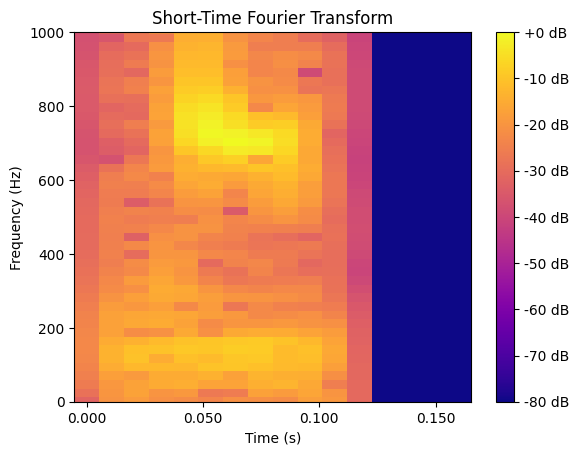 Short-Time Fourier Transform
1000
800
600
400
200
0
Frequency (Hz)
0.000
0.050
0.100
0.150
Time (s)
+0 dB
-10 dB
-20 dB
-30 dB
-40 dB
-50 dB
-60 dB
-70 dB
-80 dB